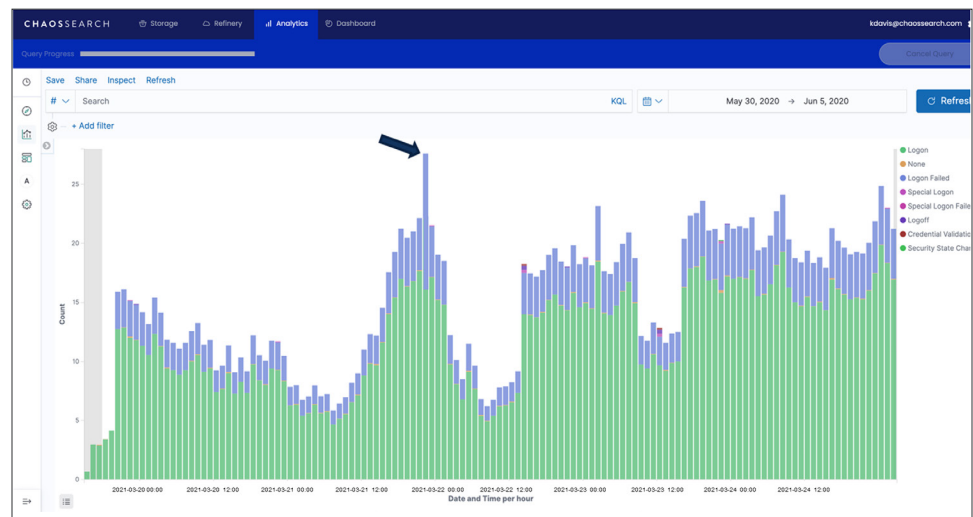 CHAOSSEARCH Storage Refinery Analytics Dashboard kdavis@chaossearch.com
Query Progress Cancel Query
Save Share Inspect Refresh
# Search KQL May 30, 2020 → Jun 5, 2020 Refresh
+ Add filter
Logon
None
Logon Failed
Special Logon
Special Logon Faile
Logoff
Credential Validatio
Security State Char
A
25
20
15
10
5
0
Count
2021-03-20 00:00 2021-03-20 12:00 2021-03-21 00:00 2021-03-21 12:00 2021-03-22 00:00 2021-03-22 12:00 2021-03-23 00:00 2021-03-23 12:00 2021-03-24 00:00 2021-03-24 12:00
Date and Time per hour